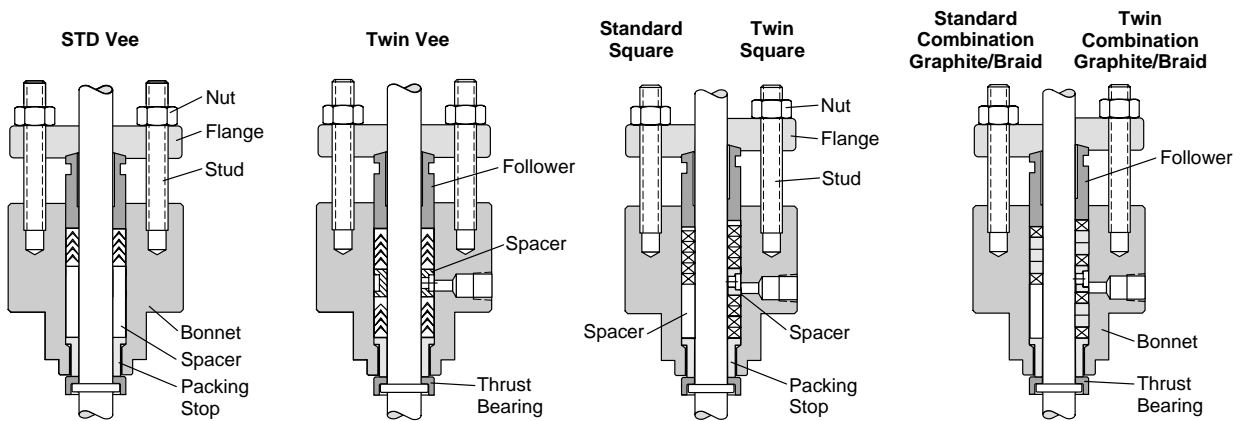 STD Vee
Nut
Flange
Stud
Bonnet
Spacer
Packing
Stop
Twin Vee
Follower
Spacer
Thrust
Bearing
Standard
Square
Twin
Square
Nut
Flange
Stud
Spacer
Spacer
Packing
Stop
Standard
Combination
Graphite/Braid
Twin
Combination
Graphite/Braid
Follower
Bonnet
Thrust
Bearing